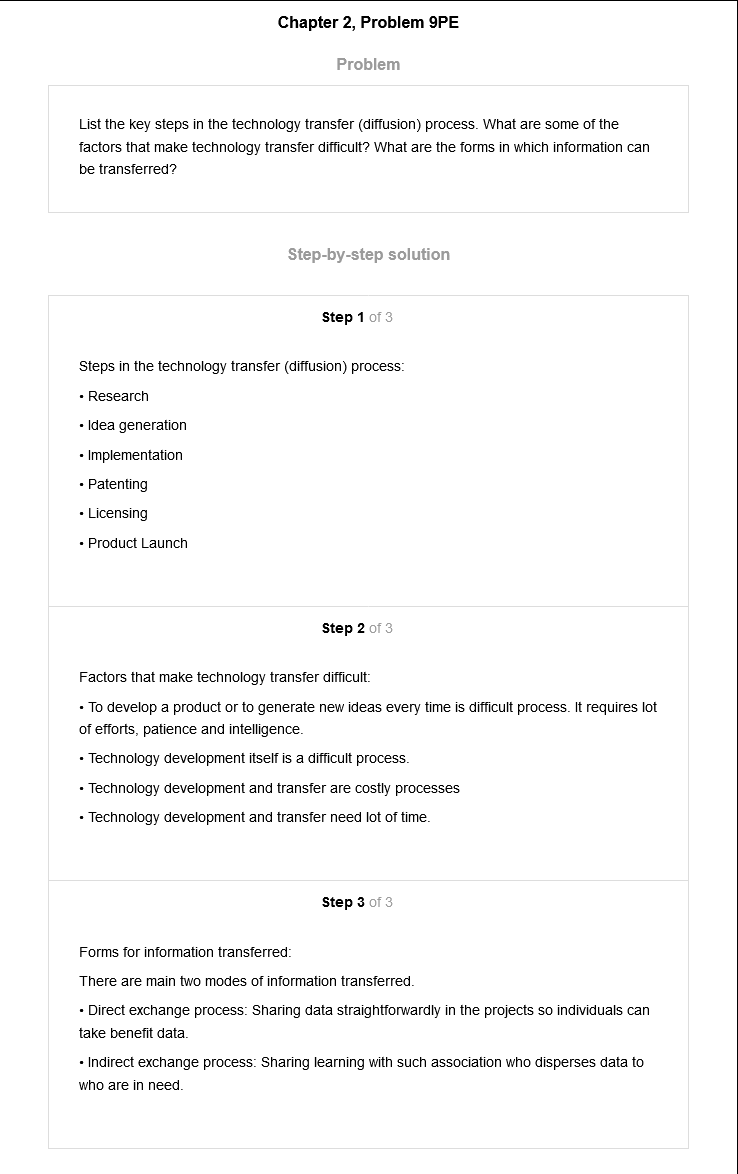 Chapter 2, Problem 9PE
Problem
List the key steps in the technology transfer (diffusion) process. What are some of the
factors that make technology transfer difficult? What are the forms in which information can
be transferred?
Step-by-step solution
Step 1 of 3
Steps in the technology transfer (diffusion) process:
• Research
• Idea generation
• Implementation
• Patenting
• Licensing
• Product Launch
Step 2 of 3
Factors that make technology transfer difficult:
• To develop a product or to generate new ideas every time is difficult process. It requires lot
of efforts, patience and intelligence.
• Technology development itself is a difficult process.
• Technology development and transfer are costly processes
• Technology development and transfer need lot of time.
Step 3 of 3
Forms for information transferred:
There are main two modes of information transferred.
• Direct exchange process: Sharing data straightforwardly in the projects so individuals can
take benefit data.
• Indirect exchange process: Sharing learning with such association who disperses data to
who are in need.